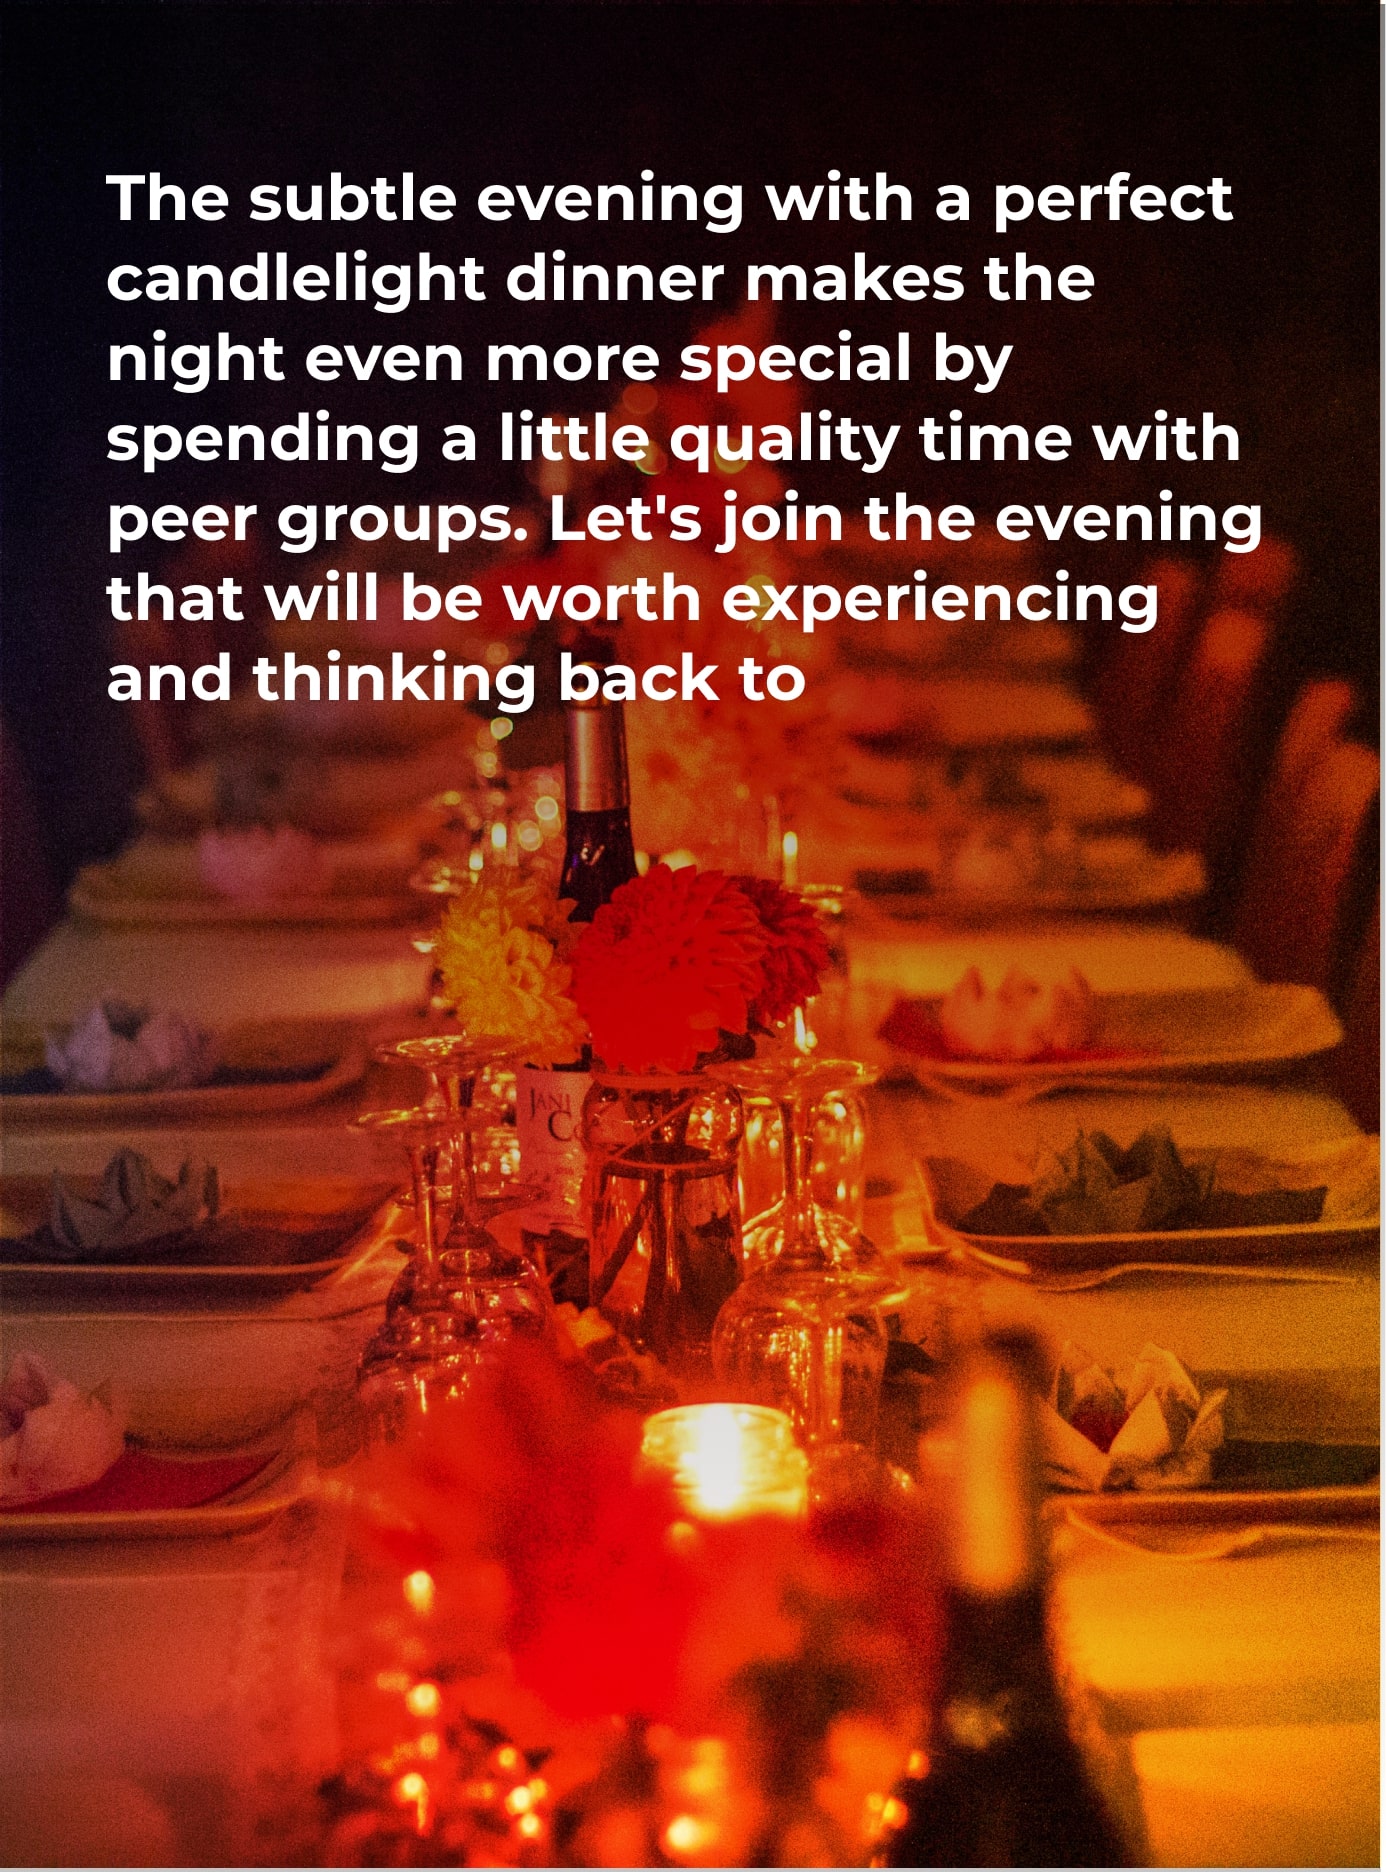 The subtle evening with a perfect
candlelight dinner makes the
night even more special by
spending a little quality time with
peer groups. Let's join the evening
that will be worth experiencing
and thinking back to
JANI